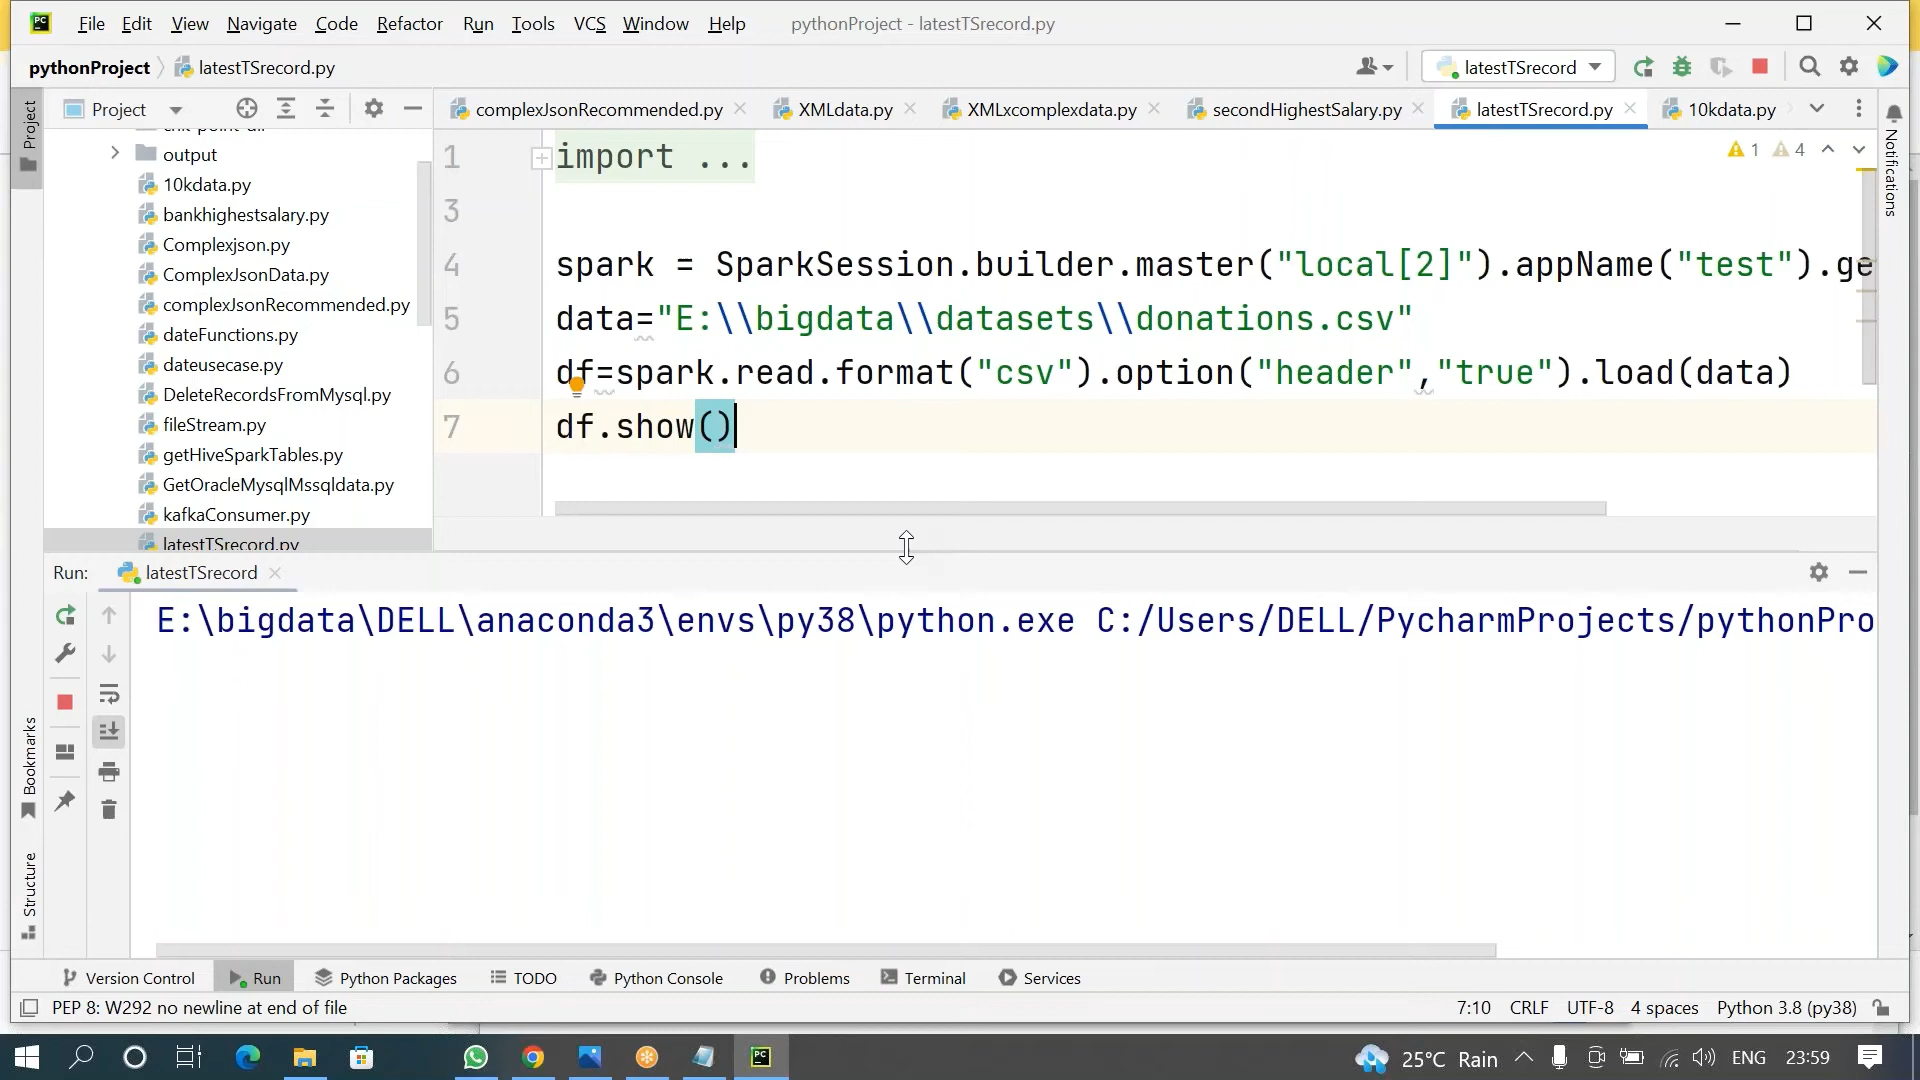 File Edit View Navigate Code Refactor Run Tools VCS Window Help pythonProject - latestTSrecord.py
pythonProject latestTSrecord.py latestTSrecord
Project complexJsonRecommended.py XMLdata.py XMLxcomplexdata.py secondHighestSalary.py latestTSrecord.py 10kdata.py
Project
Notifications
output
10kdata.py
bankhighestsalary.py
Complexjson.py
ComplexJsonData.py
complexJsonRecommended.py
dateFunctions.py
dateusecase.py
DeleteRecordsFromMysql.py
fileStream.py
getHiveSparkTables.py
GetOracleMysqlMssqldata.py
kafkaConsumer.py
latestTSrecord.py
1 4
1 import ...
3
4 spark = SparkSession.builder.master("local[2]").appName("test").ge
5 data="E:\\bigdata\\datasets\\donations.csv"
6 df=spark.read.format("csv").option("header","true").load(data)
7 df.show()
Run: latestTSrecord
E:\bigdata\DELL\anaconda3\envs\py38\python.exe C:/Users/DELL/PycharmProjects/pythonPro
Bookmarks
Structure
Version Control Run Python Packages TODO Python Console Problems Terminal Services
PEP 8: W292 no newline at end of file 7:10 CRLF UTF-8 4 spaces Python 3.8 (py38)
25°C Rain ENG 23:59